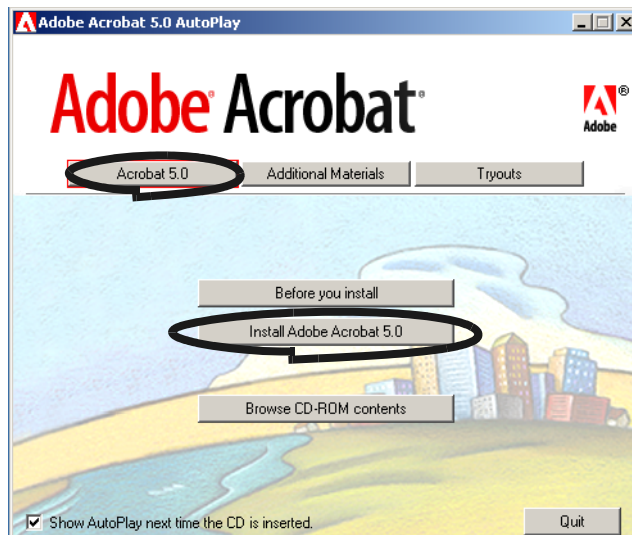 Adobe Acrobat 5.0 AutoPlay
Adobe® Acrobat®
®
Adobe
Acrobat 5.0 Additional Materials Tryouts
Before you install
Install Adobe Acrobat 5.0
Browse CD-ROM contents
Show AutoPlay next time the CD is inserted. Quit